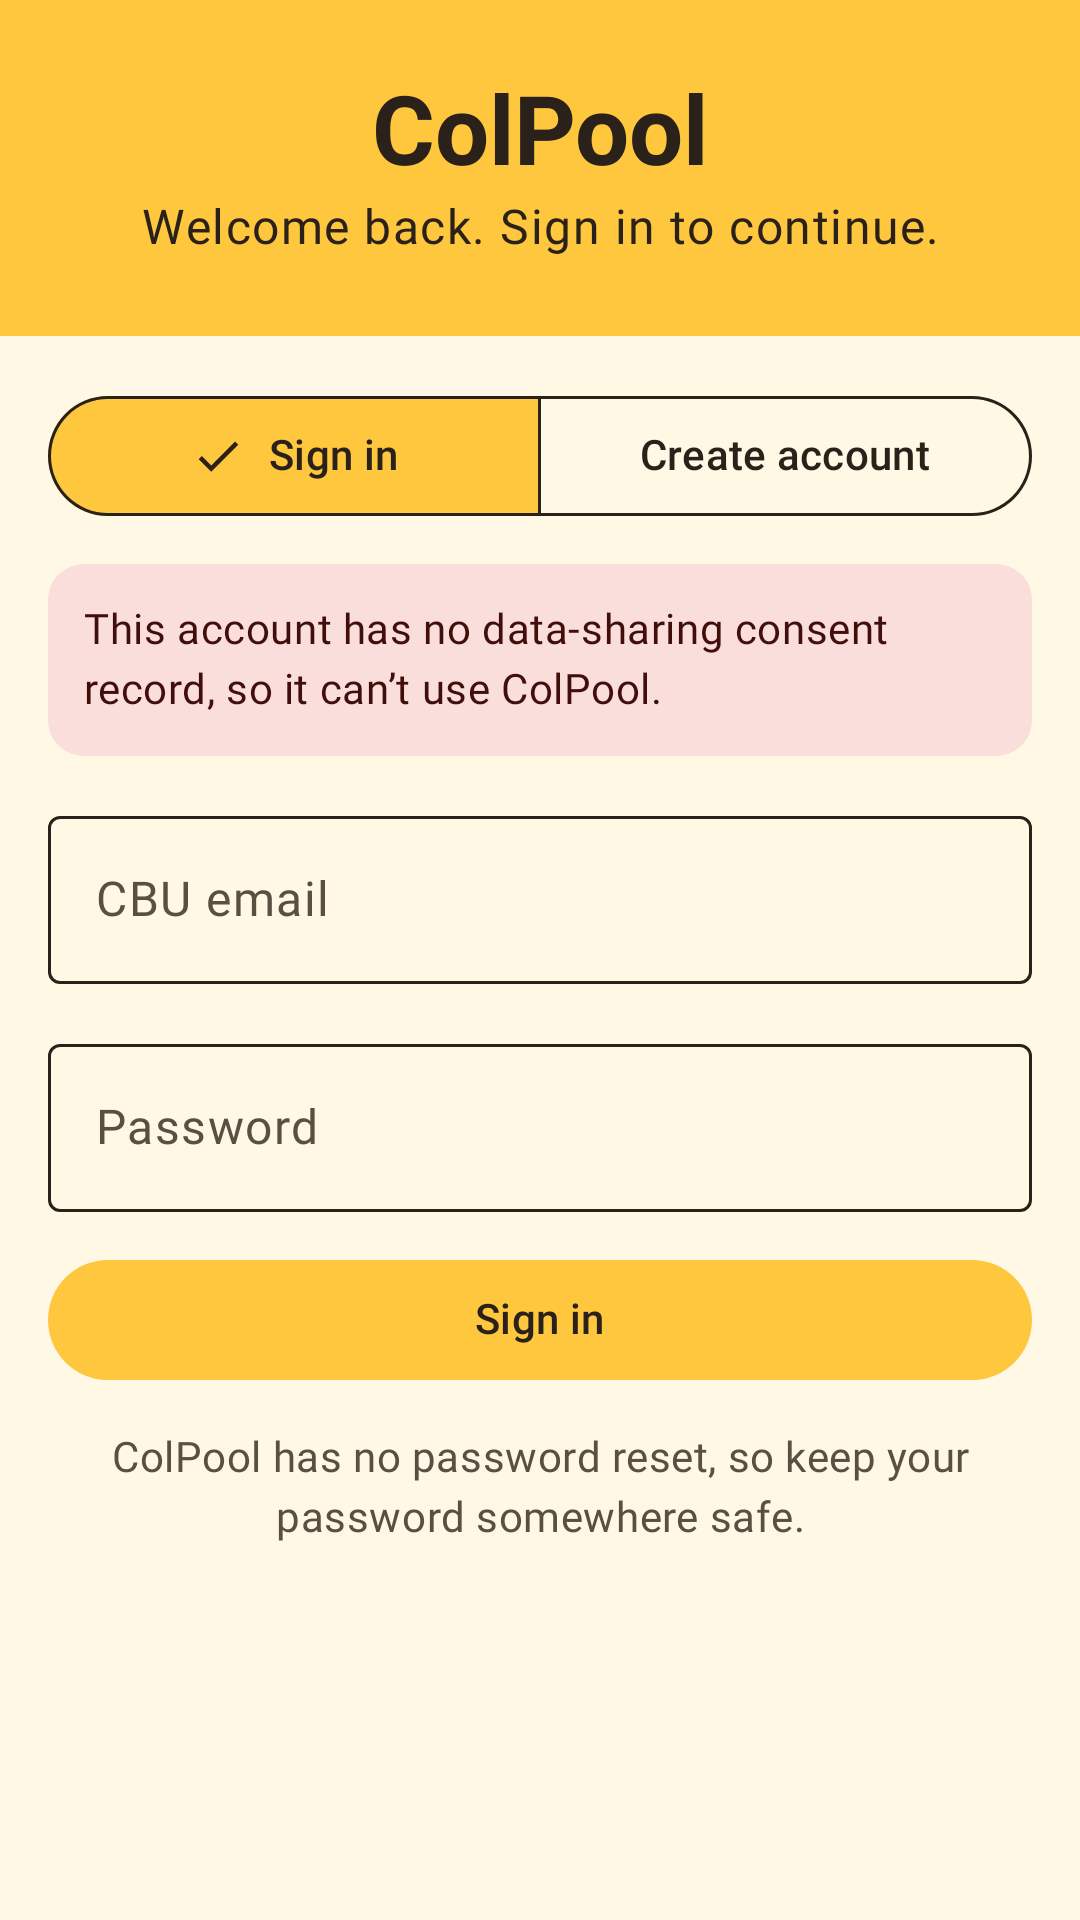 ColPool
Welcome back. Sign in to continue.
Sign in
Create account
This account has no data-sharing consent
record, so it can’t use ColPool.
CBU email
Password
Sign in
ColPool has no password reset, so keep your
password somewhere safe.